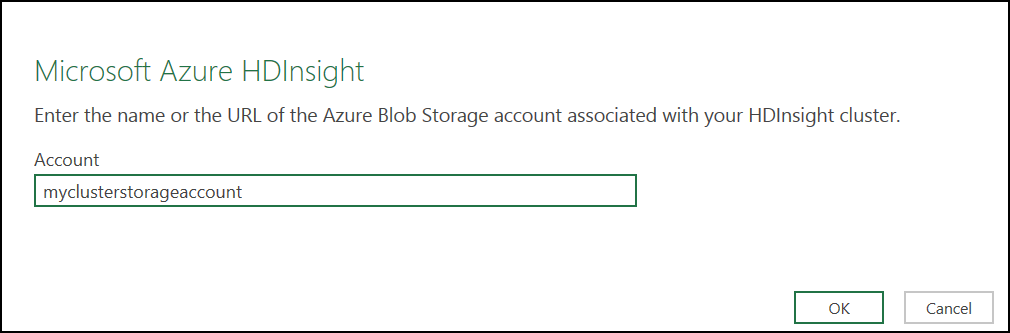 Microsoft Azure HDInsight
Enter the name or the URL of the Azure Blob Storage account associated with your HDInsight cluster.
Account
myclusterstorageaccount
OK
Cancel